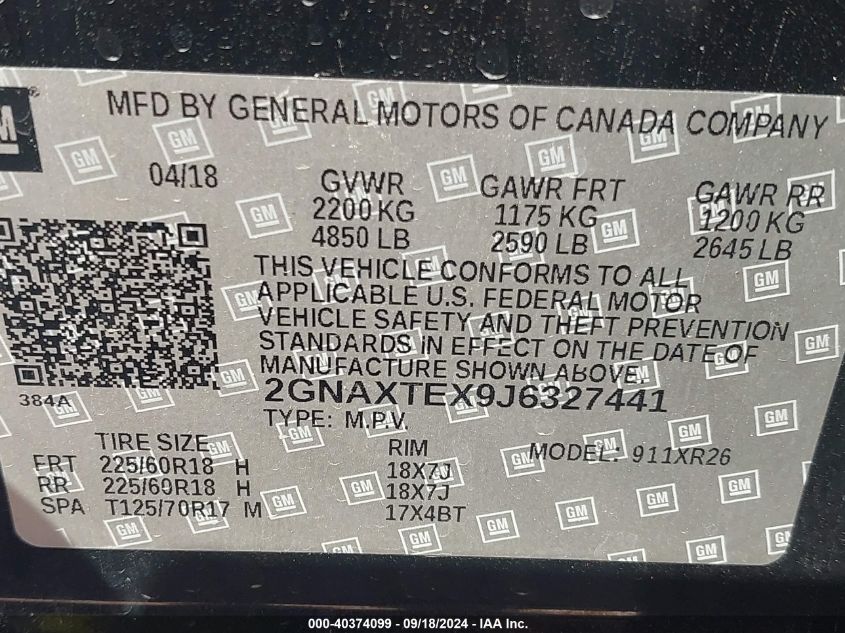 GM
MFD BY GENERAL MOTORS OF CANADA COMPANY
04/18
GVWR
2200 KG
4850 LB
GAWR FRT
1175 KG
2590 LB
GAWR RR
1200 KG
2645 LB
THIS VEHICLE CONFORMS TO ALL
APPLICABLE U.S. FEDERAL MOTOR
VEHICLE SAFETY AND THEFT PREVENTION
STANDARDS IN EFFECT ON THE DATE OF
MANUFACTURE SHOWN ABOVE.
384A
2GNAXTEX9J6327441
TYPE: M.P.V.
MODEL: 911XR26
TIRE SIZE RIM
FRT 225/60R18 H 18X7J
RR 225/60R18 H 18X7J
SPA T125/70R17 M 17X4BT
000-40374099 - 09/18/2024 - IAA Inc.